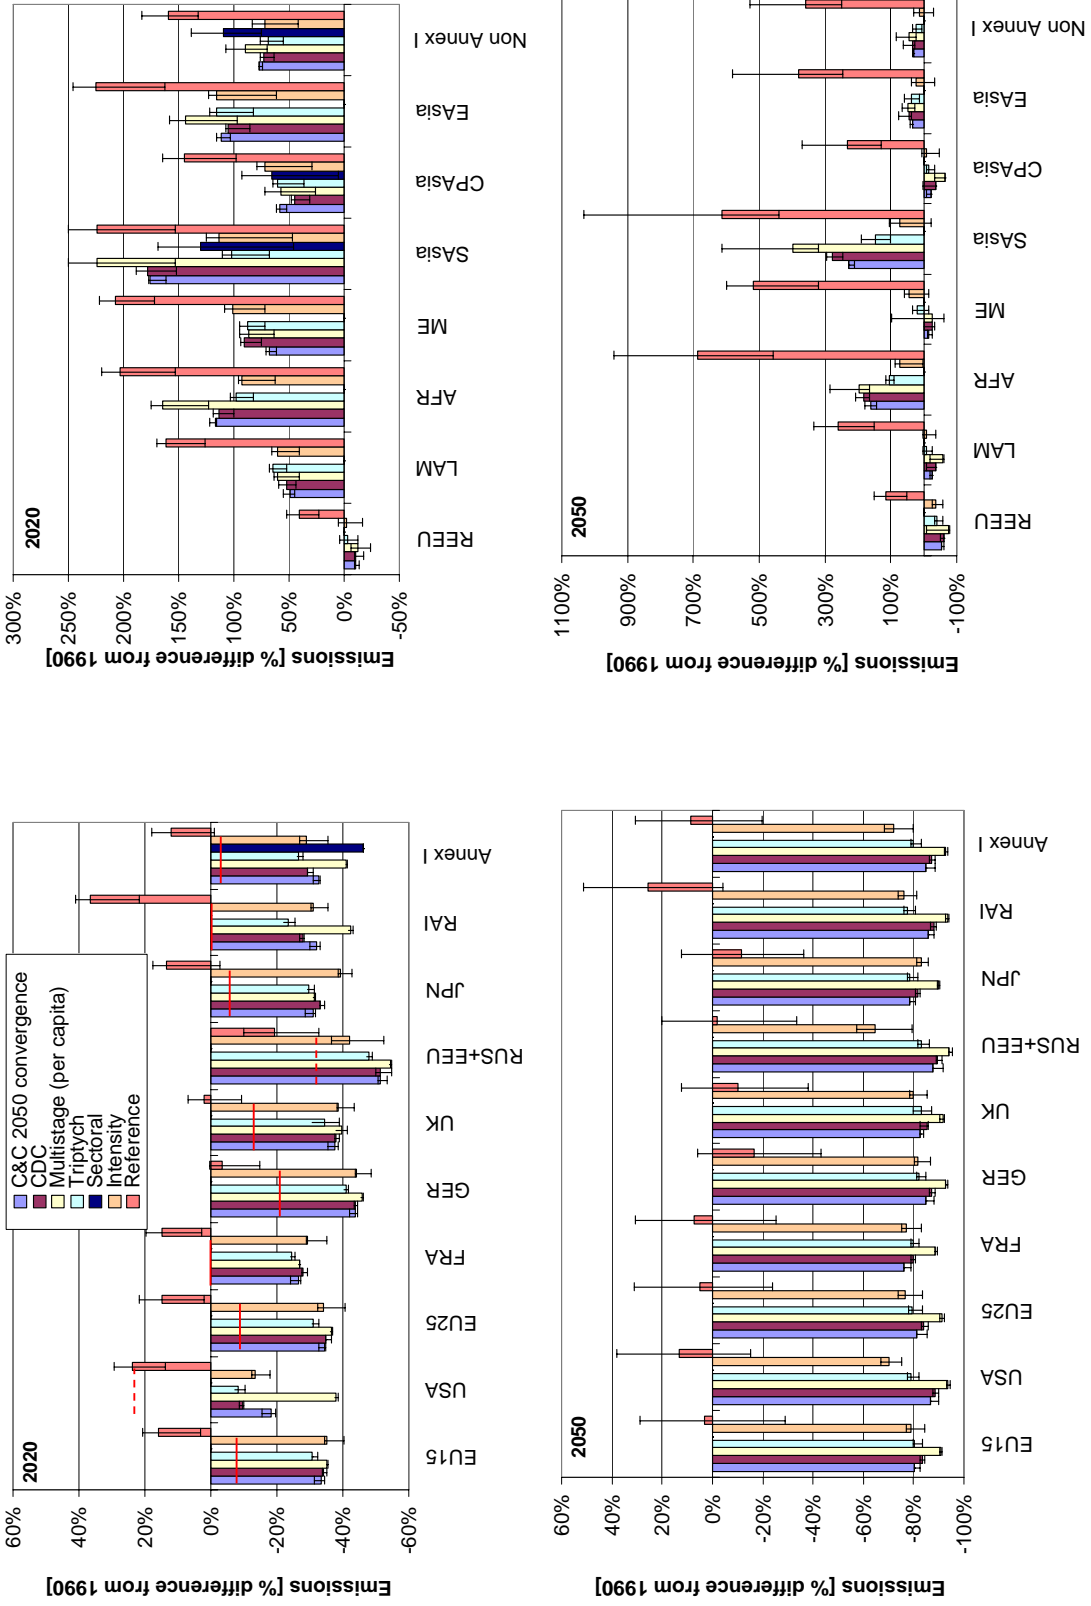 2020
C&C 2050 convergence
CDC
Multistage (per capita)
Triptych
Sectoral
Intensity
Reference
Emissions [% difference from 1990]
60%
40%
20%
0%
-20%
-40%
-60%
EU15
USA
EU25
FRA
GER
UK
RUS+EEU
JPN
RAI
Annex I
2020
Emissions [% difference from 1990]
300%
250%
200%
150%
100%
50%
0%
-50%
REEU
LAM
AFR
ME
SAsia
CPAsia
EAsia
Non Annex I
2050
Emissions [% difference from 1990]
60%
40%
20%
0%
-20%
-40%
-60%
-80%
-100%
EU15
USA
EU25
FRA
GER
UK
RUS+EEU
JPN
RAI
Annex I
2050
Emissions [% difference from 1990]
1100%
900%
700%
500%
300%
100%
-100%
REEU
LAM
AFR
ME
SAsia
CPAsia
EAsia
Non Annex I